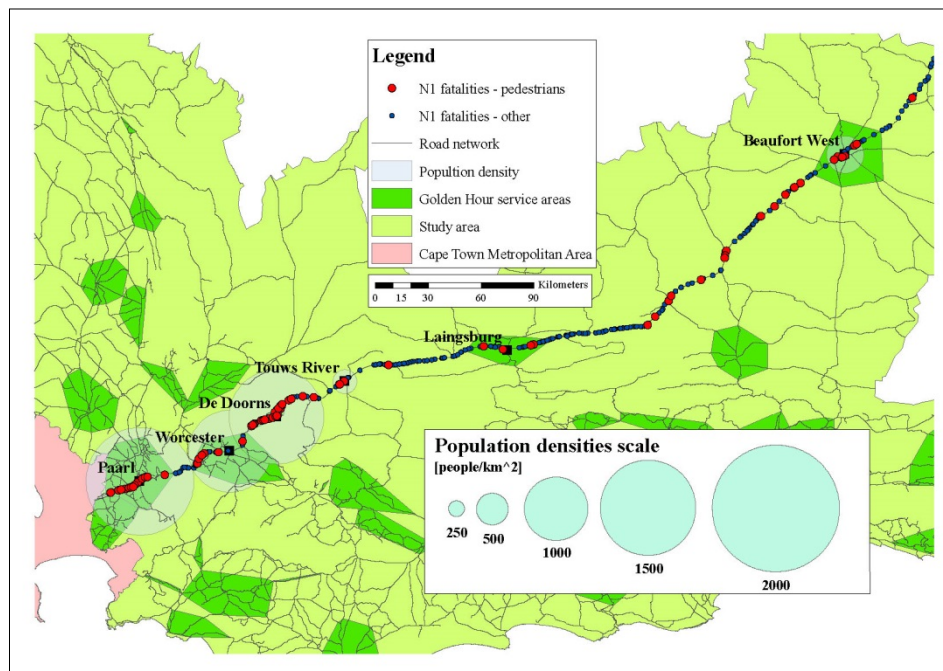 Legend
N1 fatalities - pedestrians
N1 fatalities - other
Road network
Popultion density
Golden Hour service areas
Study area
Cape Town Metropolitan Area
Kilometers
0 15 30 60 90
Beaufort West
Laingsburg
Touws River
De Doorns
Worcester
Paarl
Population densities scale
[people/km^2]
250 500 1000 1500 2000